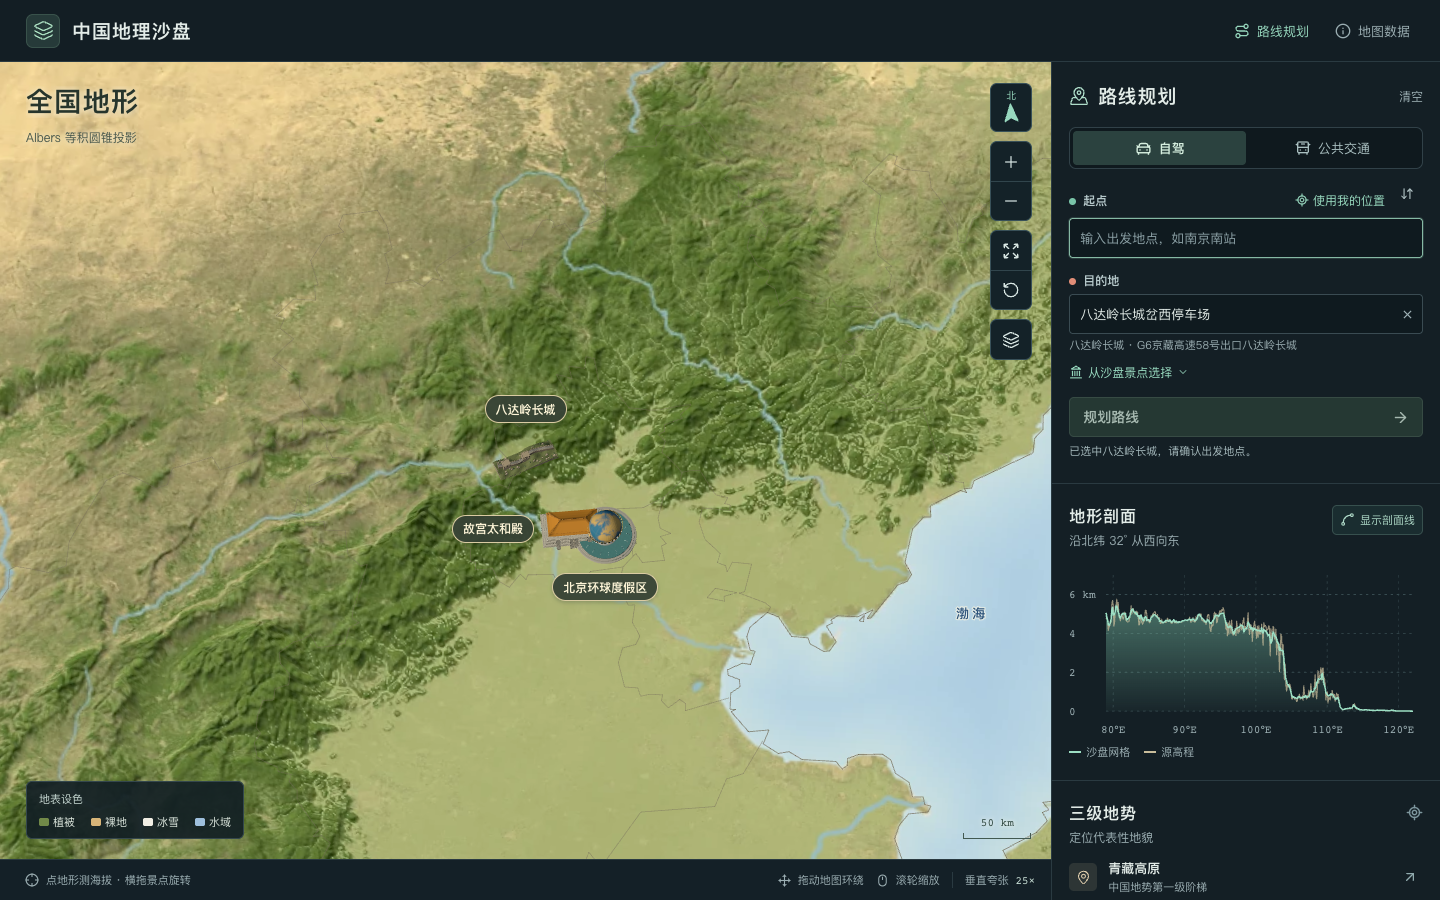 中国地理沙盘
路线规划
地图数据
全国地形
Albers 等积圆锥投影
北
八达岭长城
故宫太和殿
北京环球度假区
渤海
地表设色
植被
裸地
冰雪
水域
50 km
点地形测海拔 · 横拖景点旋转
拖动地图环绕
滚轮缩放
垂直夸张 25×
路线规划
清空
自驾
公共交通
起点
使用我的位置
输入出发地点，如南京南站
目的地
八达岭长城岔西停车场
八达岭长城 · G6京藏高速58号出口八达岭长城
从沙盘景点选择
规划路线
已选中八达岭长城，请确认出发地点。
地形剖面
显示剖面线
沿北纬 32° 从西向东
6 km
4
2
0
80°E
90°E
100°E
110°E
120°E
沙盘网格
源高程
三级地势
定位代表性地貌
青藏高原
中国地势第一级阶梯